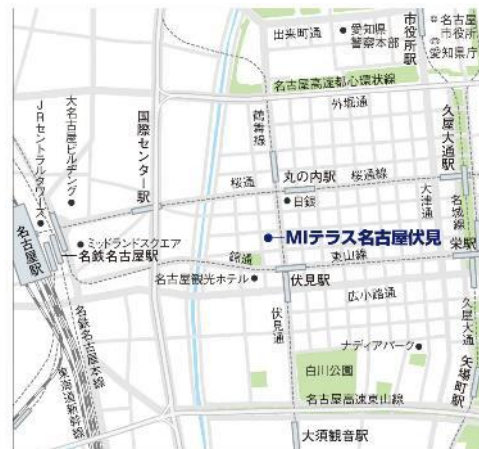 出来町通
愛知県
警察本部
市役所駅
名古屋
市役所
愛知県庁
名古屋高速都心環状線
外堀通
鶴舞線
国際センター駅
大名古屋ビルヂング
JRセントラルタワーズ
久屋大通駅
丸の内駅
桜通
桜通線
日銀
大津通
名城線
名古屋駅
ミッドランドスクエア
名鉄名古屋駅
MIテラス名古屋伏見
錦通
東山線
栄駅
名古屋観光ホテル
伏見駅
広小路通
伏見通
久屋大通
名鉄名古屋本線
東海道新幹線
ナディアパーク
矢場町駅
白川公園
名古屋高速東山線
大須観音駅